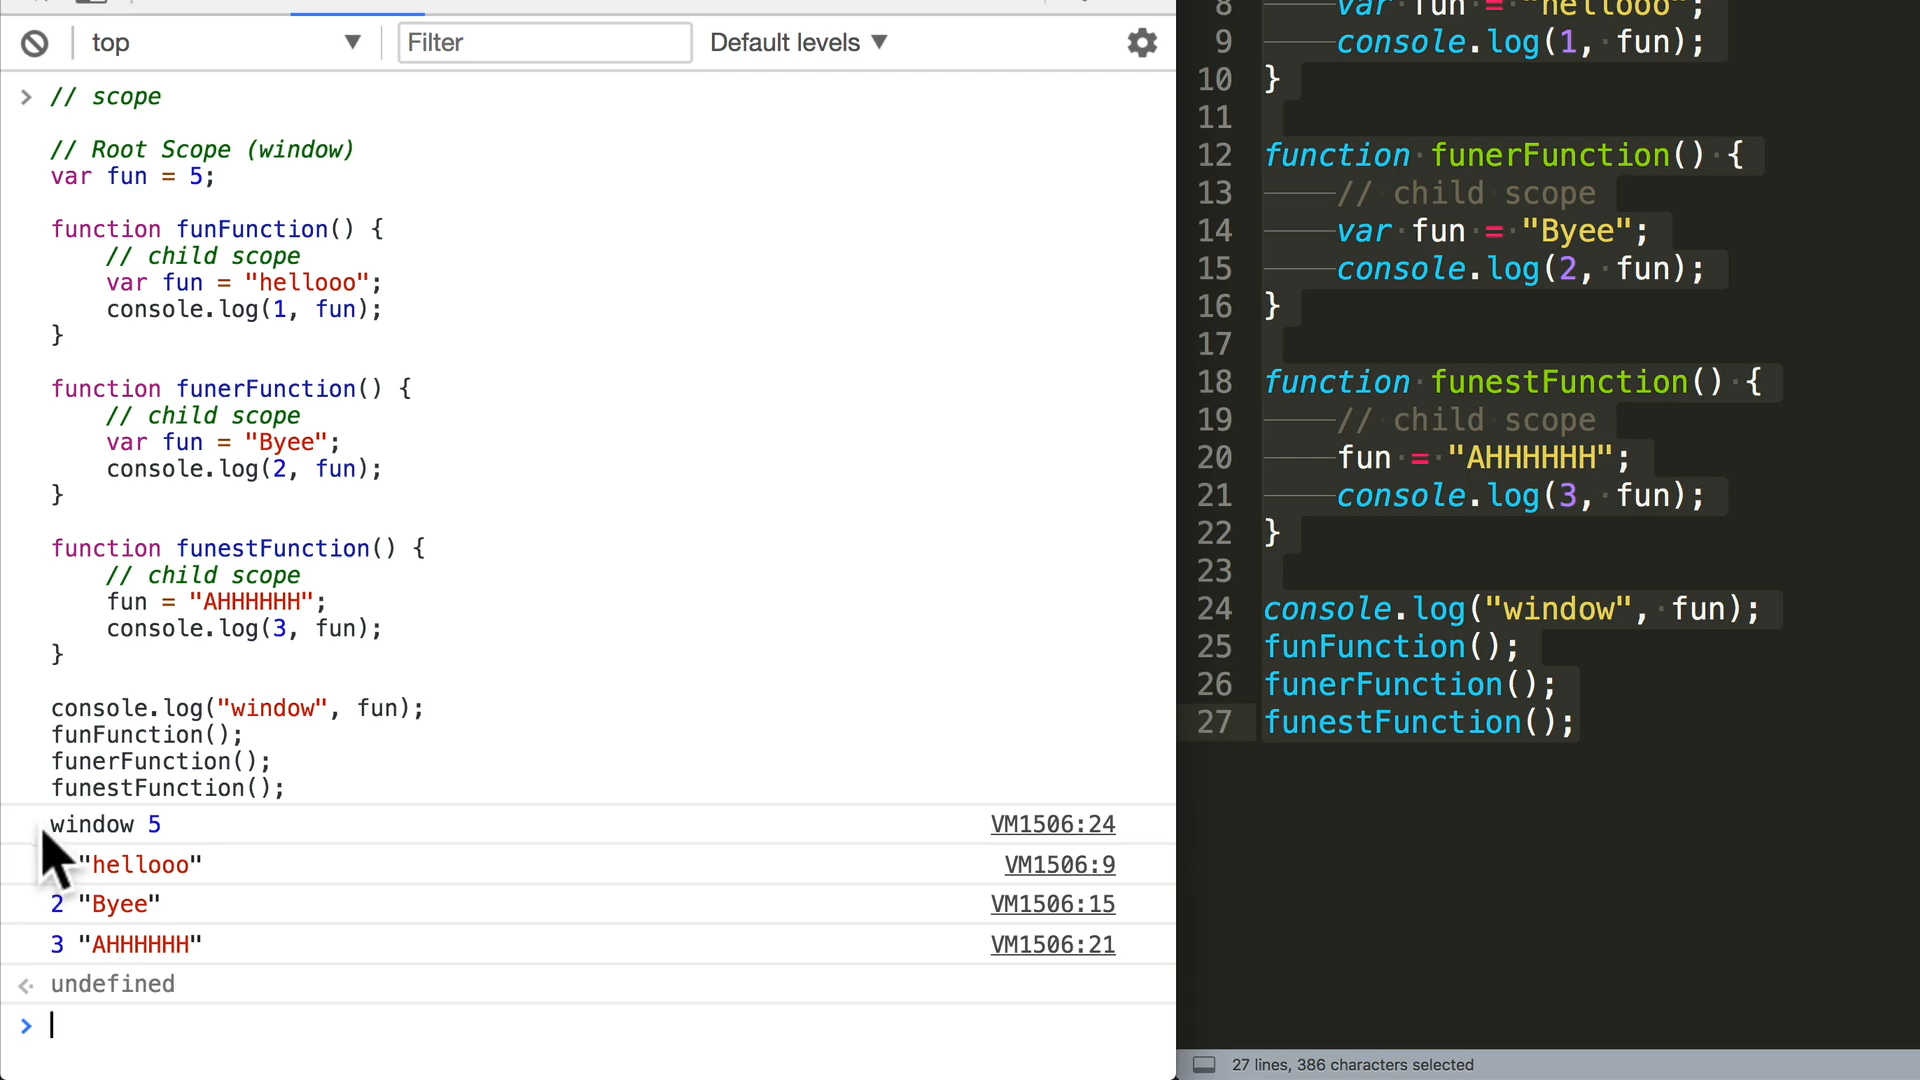 top
Filter
Default levels
> // scope
// Root Scope (window)
var fun = 5;
function funFunction() {
// child scope
var fun = "hellooo";
console.log(1, fun);
}
function funerFunction() {
// child scope
var fun = "Byee";
console.log(2, fun);
}
function funestFunction() {
// child scope
fun = "AHHHHHH";
console.log(3, fun);
}
console.log("window", fun);
funFunction();
funerFunction();
funestFunction();
window 5 VM1506:24
"hellooo" VM1506:9
2 "Byee" VM1506:15
3 "AHHHHHH" VM1506:21
undefined
>
8 var fun = "hellooo";
9 console.log(1, fun);
10 }
11
12 function funerFunction() {
13 // child scope
14 var fun = "Byee";
15 console.log(2, fun);
16 }
17
18 function funestFunction() {
19 // child scope
20 fun = "AHHHHHH";
21 console.log(3, fun);
22 }
23
24 console.log("window", fun);
25 funFunction();
26 funerFunction();
27 funestFunction();
27 lines, 386 characters selected